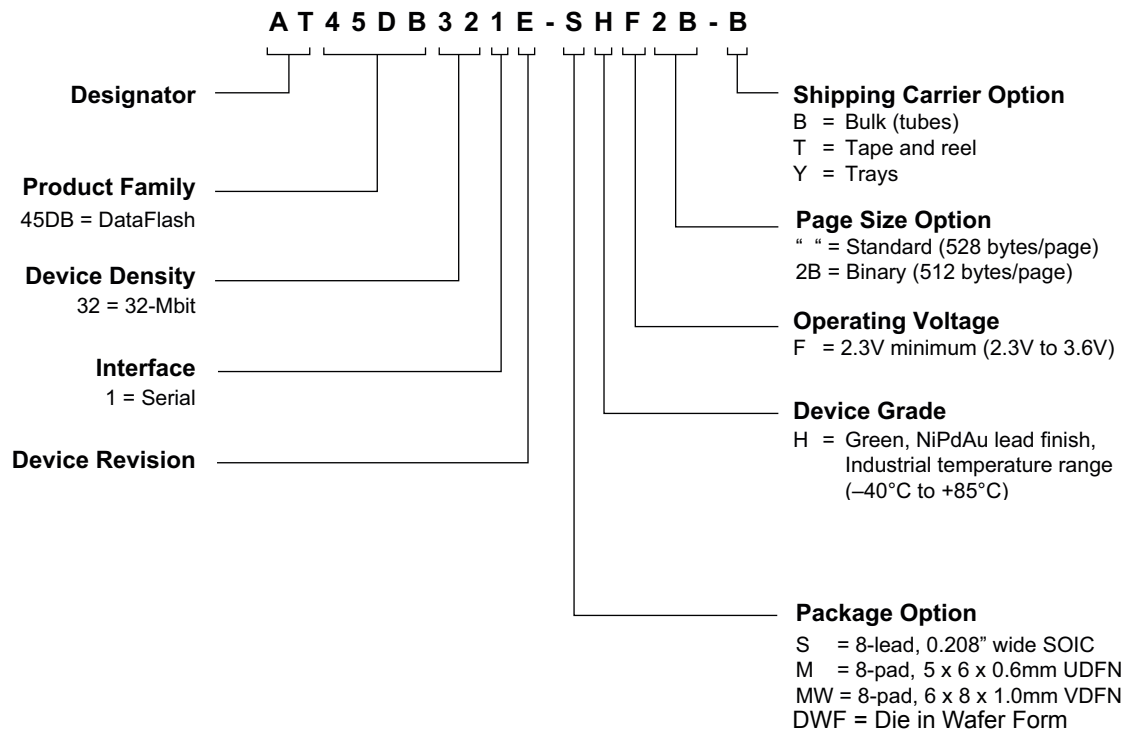 A T 4 5 D B 3 2 1 E - S H F 2 B - B
Designator
Product Family
45DB = DataFlash
Device Density
32 = 32-Mbit
Interface
1 = Serial
Device Revision
Shipping Carrier Option
B = Bulk (tubes)
T = Tape and reel
Y = Trays
Page Size Option
“ “ = Standard (528 bytes/page)
2B = Binary (512 bytes/page)
Operating Voltage
F = 2.3V minimum (2.3V to 3.6V)
Device Grade
H = Green, NiPdAu lead finish,
Industrial temperature range
(–40°C to +85°C)
Package Option
S = 8-lead, 0.208” wide SOIC
M = 8-pad, 5 x 6 x 0.6mm UDFN
MW = 8-pad, 6 x 8 x 1.0mm VDFN
DWF = Die in Wafer Form